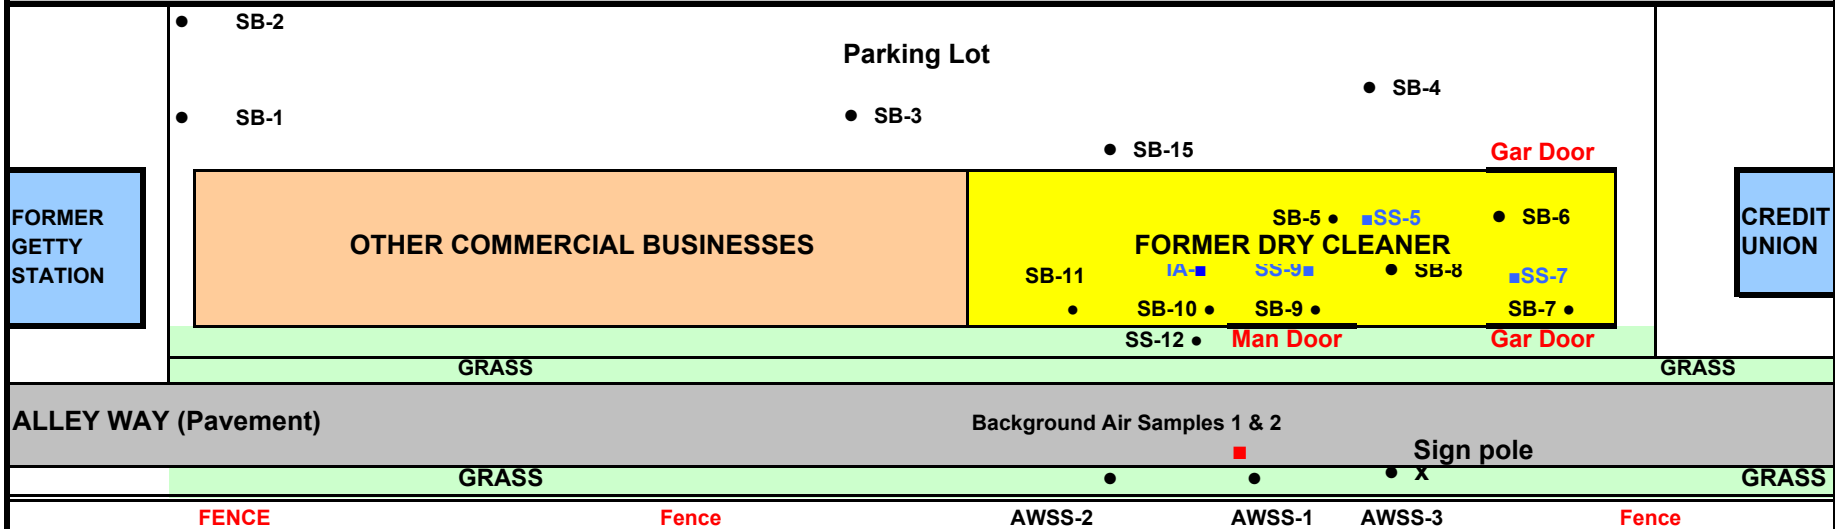 SB-2
Parking Lot
SB-4
SB-1
SB-3
SB-15
Gar Door
FORMER
GETTY
STATION
OTHER COMMERCIAL BUSINESSES
SB-5
SS-5
SB-6
FORMER DRY CLEANER
CREDIT
UNION
SB-11
IA-
SS-9
SB-8
SS-7
SB-10
SB-9
SB-7
SS-12
Man Door
Gar Door
GRASS
GRASS
ALLEY WAY (Pavement)
Background Air Samples 1 & 2
Sign pole
x
GRASS
GRASS
FENCE
Fence
AWSS-2
AWSS-1
AWSS-3
Fence